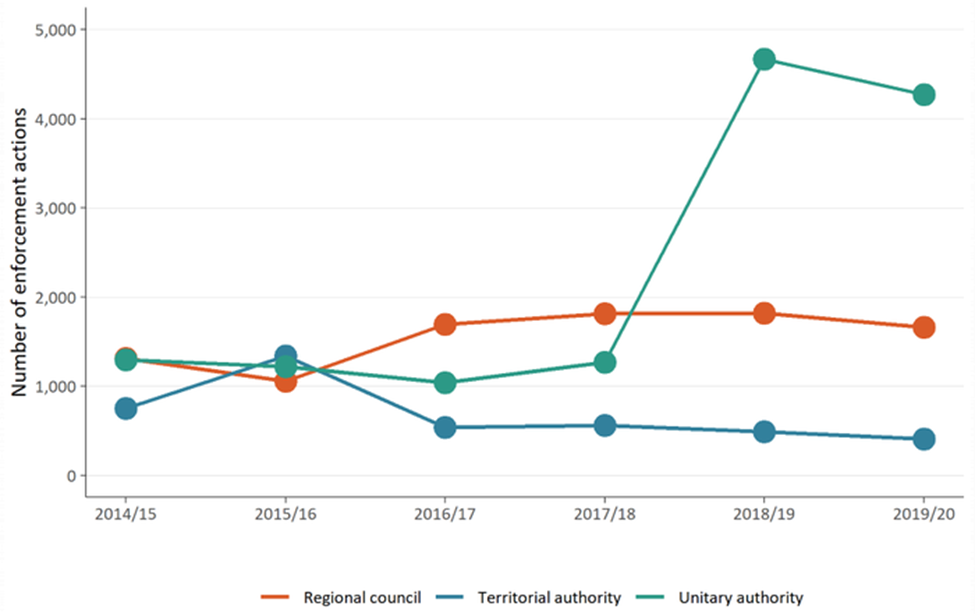 Number of enforcement actions
5,000
4,000
3,000
2,000
1,000
0
2014/15 2015/16 2016/17 2017/18 2018/19 2019/20
Regional council Territorial authority Unitary authority